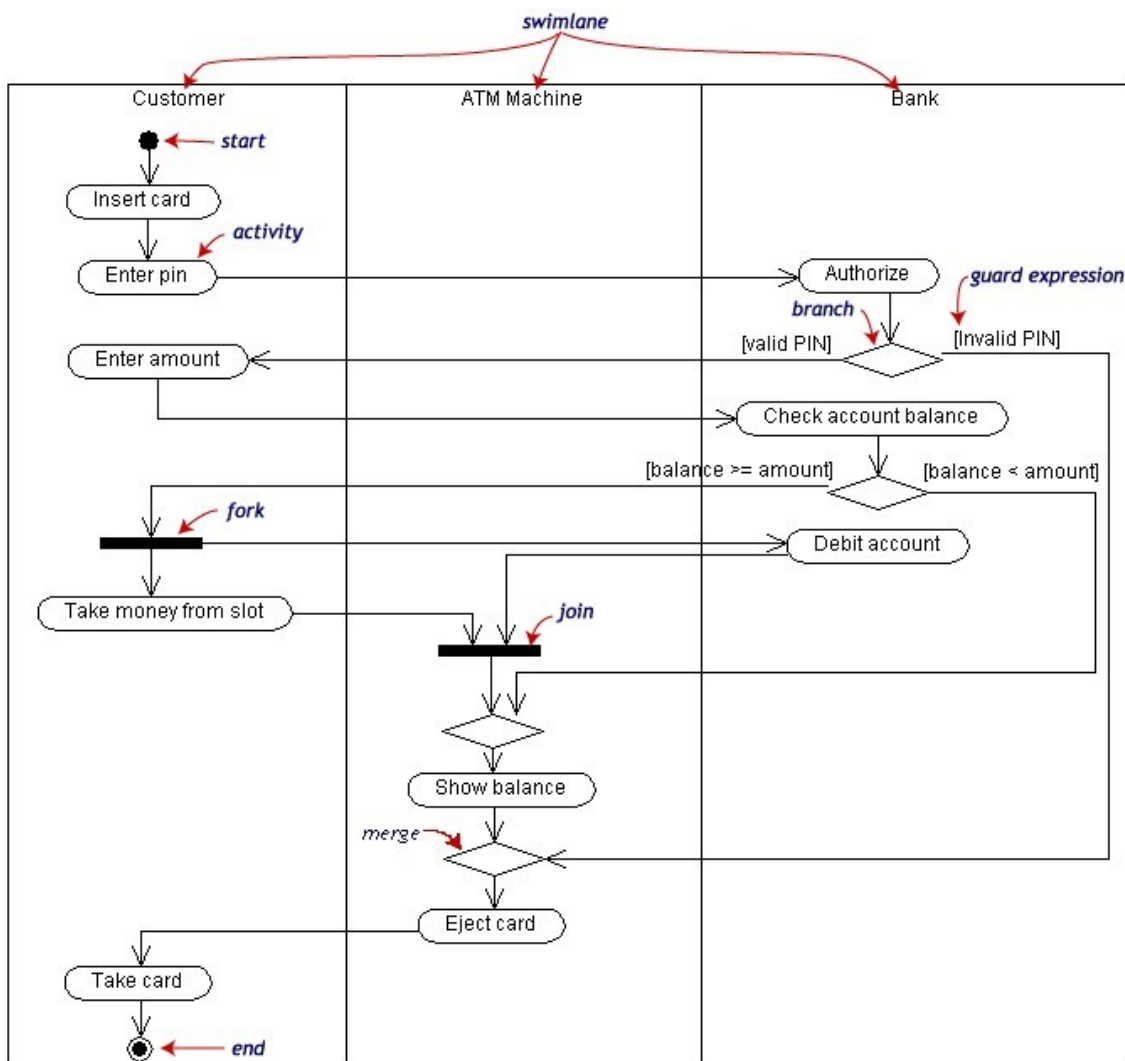 swimlane
Customer
ATM Machine
Bank
start
Insert card
activity
Enter pin
Authorize
guard expression
branch
[valid PIN]
[Invalid PIN]
Enter amount
Check account balance
[balance >= amount]
[balance < amount]
fork
Debit account
Take money from slot
join
Show balance
merge
Eject card
Take card
end